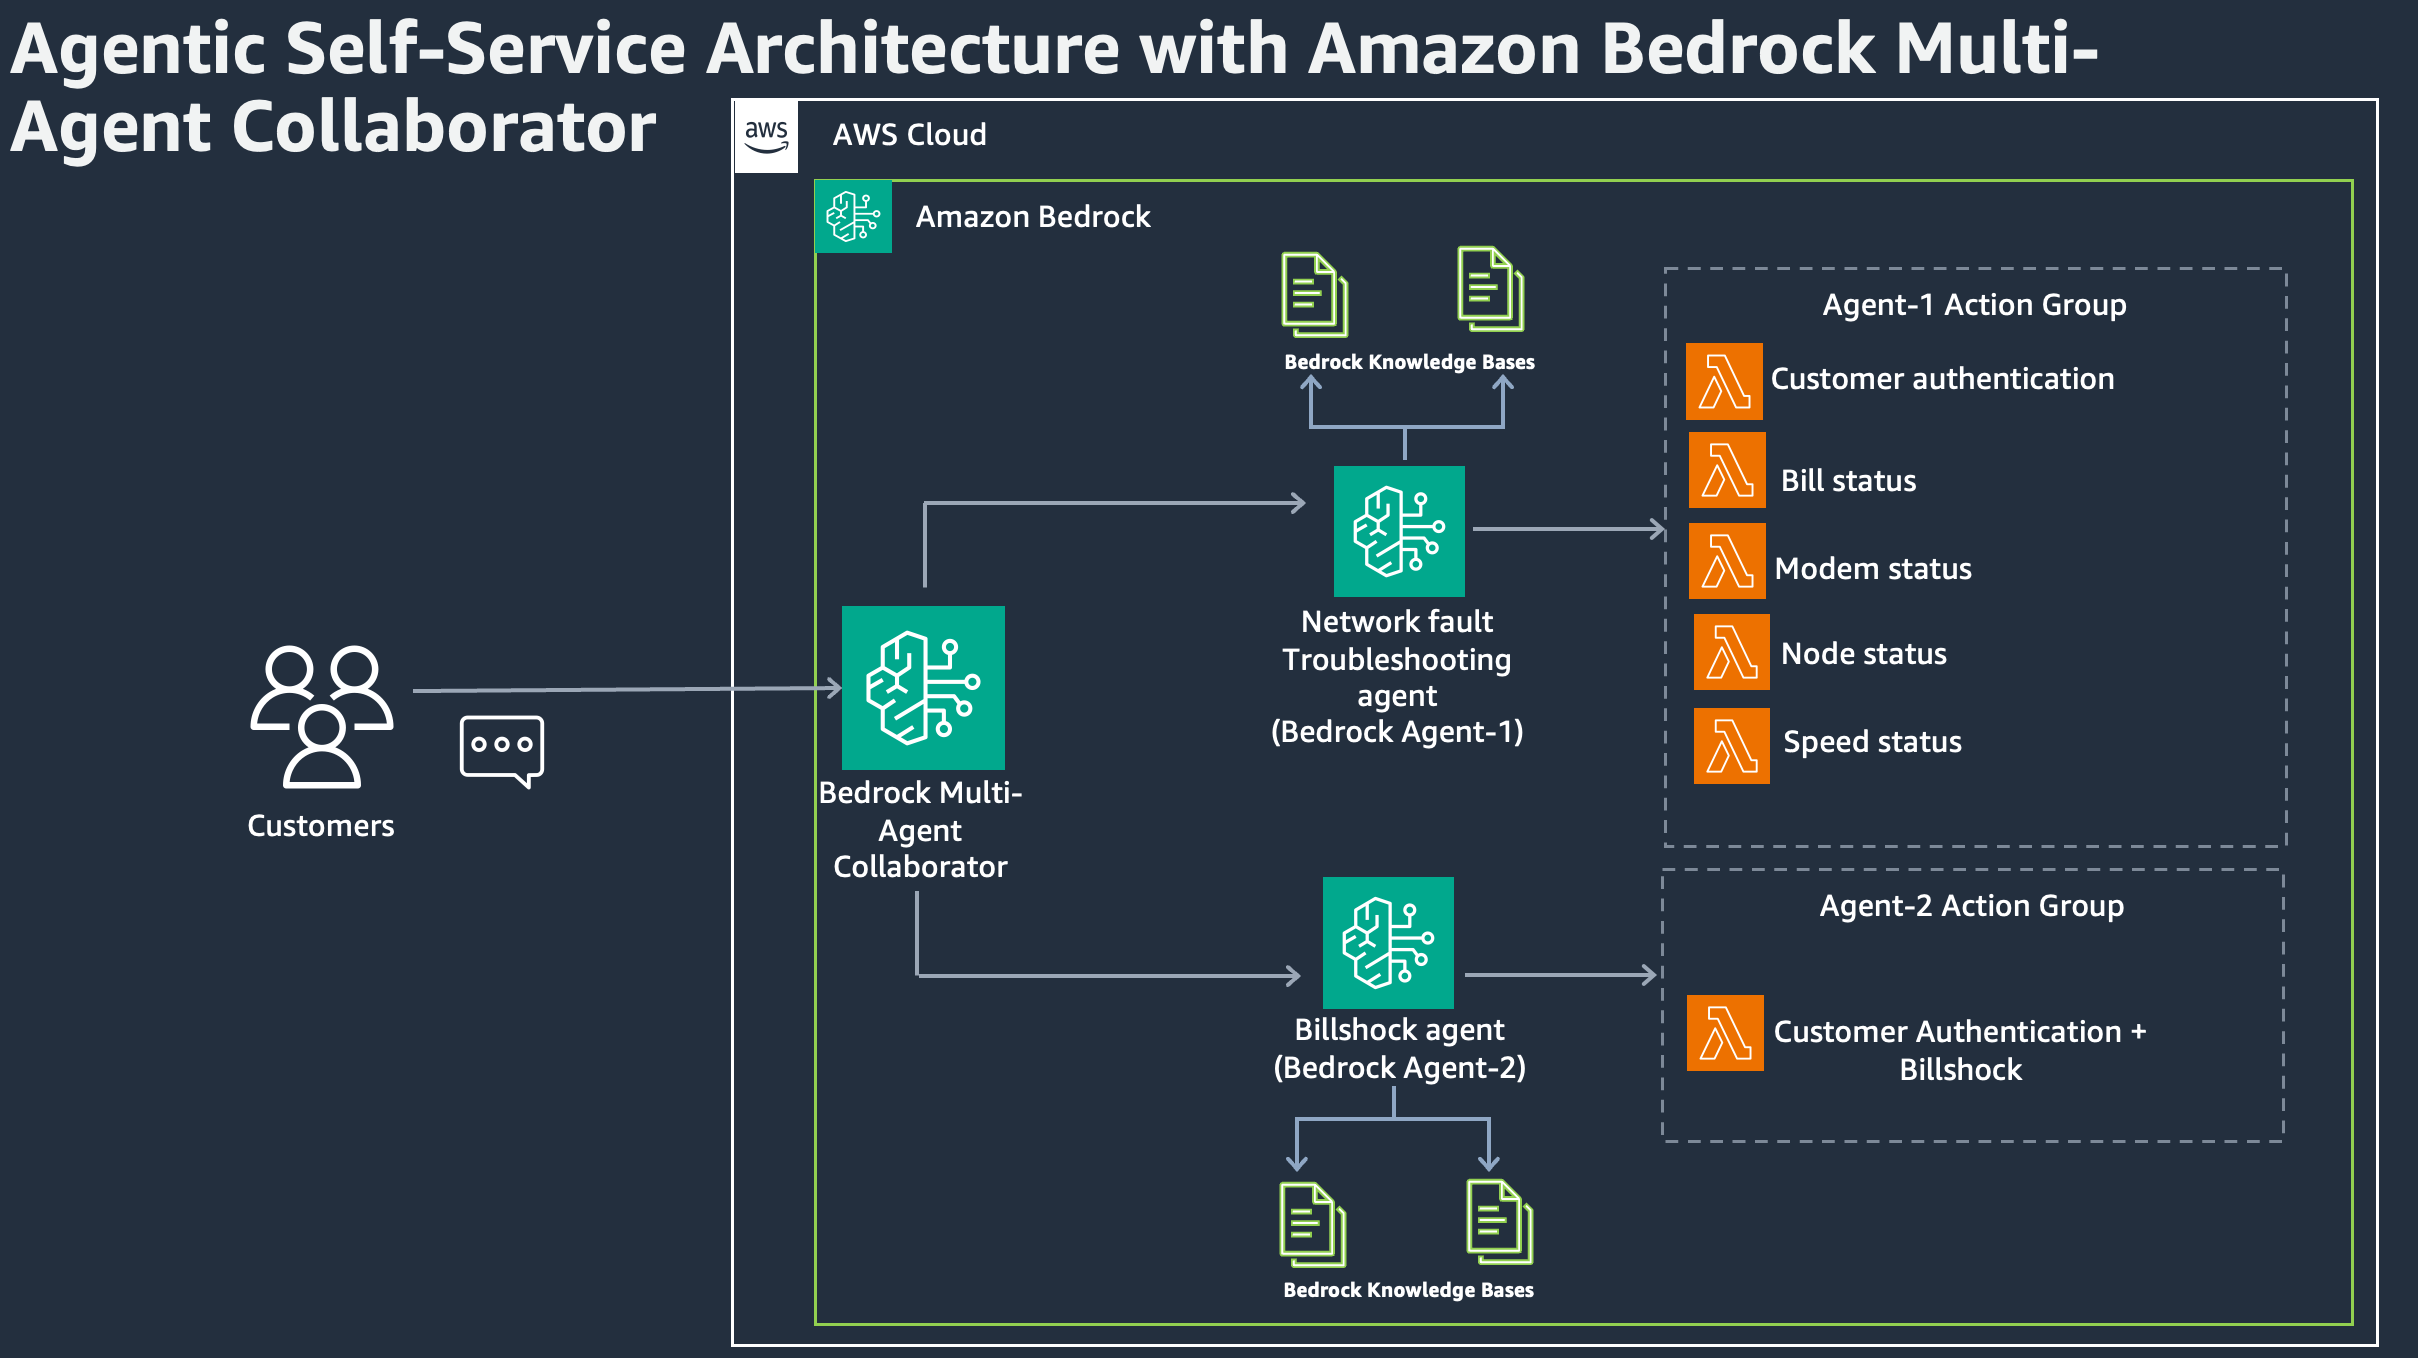 Agentic Self-Service Architecture with Amazon Bedrock Multi-
Agent Collaborator
aws
AWS Cloud
Amazon Bedrock
Bedrock Knowledge Bases
Agent-1 Action Group
Customer authentication
Bill status
Modem status
Node status
Speed status
Network fault
Troubleshooting
agent
(Bedrock Agent-1)
Customers
Bedrock Multi-
Agent
Collaborator
Agent-2 Action Group
Customer Authentication +
Billshock
Billshock agent
(Bedrock Agent-2)
Bedrock Knowledge Bases